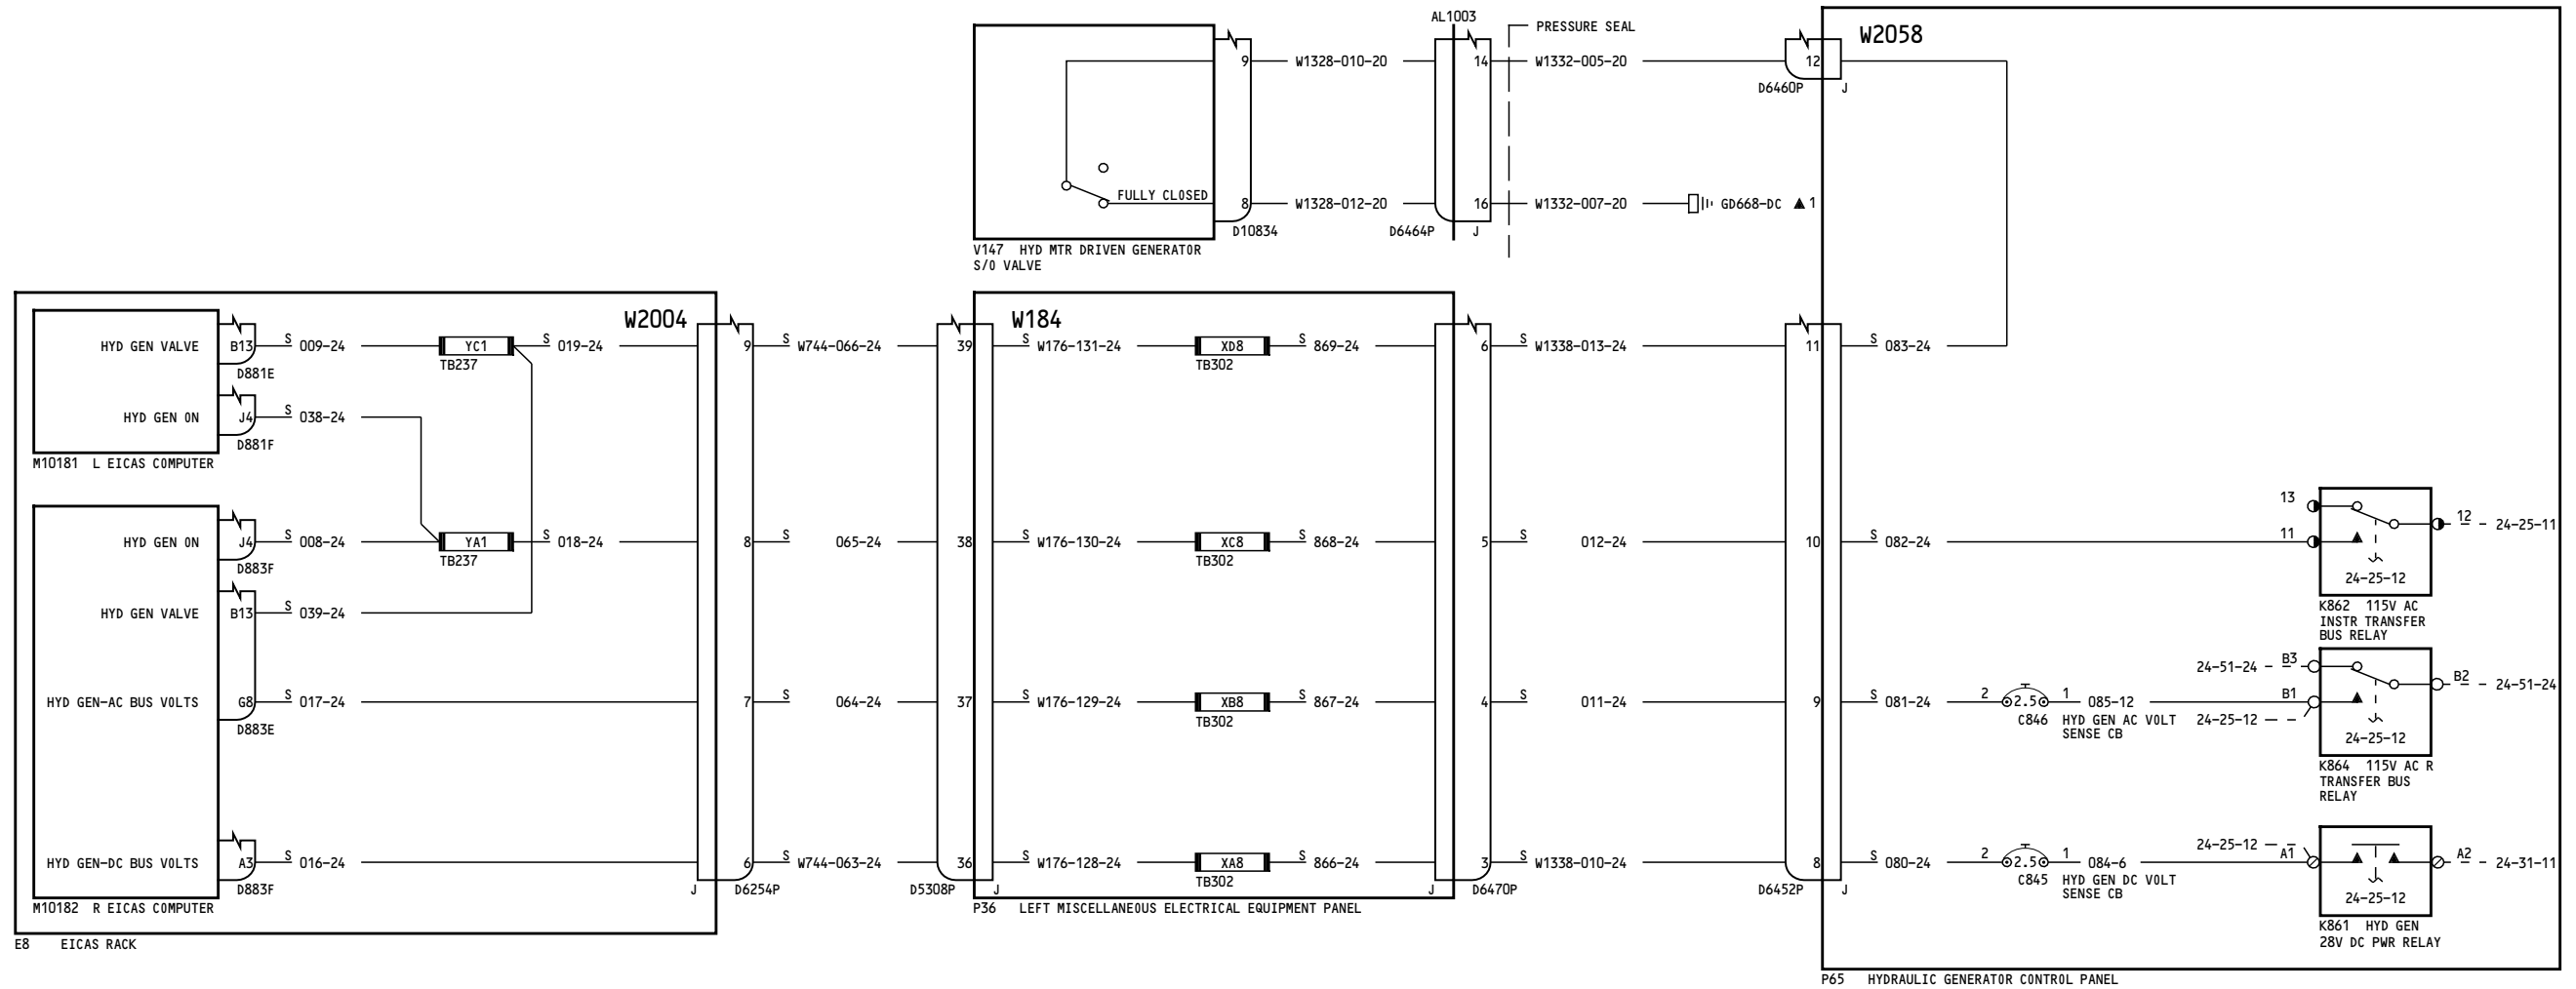 AL1003
PRESSURE SEAL
W2058
9
W1328-010-20
14
W1332-005-20
12
D6460P
J
FULLY CLOSED
8
W1328-012-20
16
W1332-007-20
GD668-DC ▲ 1
D10834
D6464P
J
V147 HYD MTR DRIVEN GENERATOR
S/O VALVE
W2004
W184
HYD GEN VALVE
B13
S
009-24
YC1
TB237
S
019-24
9
S
W744-066-24
39
S
W176-131-24
XD8
TB302
S
869-24
6
S
W1338-013-24
11
S
083-24
D881E
HYD GEN ON
J4
S
038-24
D881F
M10181 L EICAS COMPUTER
HYD GEN ON
J4
S
008-24
YA1
TB237
S
018-24
8
S
065-24
38
S
W176-130-24
XC8
TB302
S
868-24
5
S
012-24
10
S
082-24
13
11
12
24-25-11
24-25-12
K862 115V AC
INSTR TRANSFER
BUS RELAY
D883F
HYD GEN VALVE
B13
S
039-24
HYD GEN-AC BUS VOLTS
G8
S
017-24
D883E
7
S
064-24
37
S
W176-129-24
XB8
TB302
S
867-24
4
S
011-24
9
S
081-24
2
2.5
1
085-12
C846 HYD GEN AC VOLT
SENSE CB
24-51-24
B3
B1
24-25-12
B2
24-51-24
24-25-12
K864 115V AC R
TRANSFER BUS
RELAY
HYD GEN-DC BUS VOLTS
A3
S
016-24
D883F
6
S
W744-063-24
36
S
W176-128-24
XA8
TB302
S
866-24
3
S
W1338-010-24
8
S
080-24
2
2.5
1
084-6
C845 HYD GEN DC VOLT
SENSE CB
24-25-12
A1
A2
24-31-11
24-25-12
K861 HYD GEN
28V DC PWR RELAY
J
D6254P
D5308P
J
J
D6470P
D6452P
J
M10182 R EICAS COMPUTER
P36 LEFT MISCELLANEOUS ELECTRICAL EQUIPMENT PANEL
E8 EICAS RACK
P65 HYDRAULIC GENERATOR CONTROL PANEL